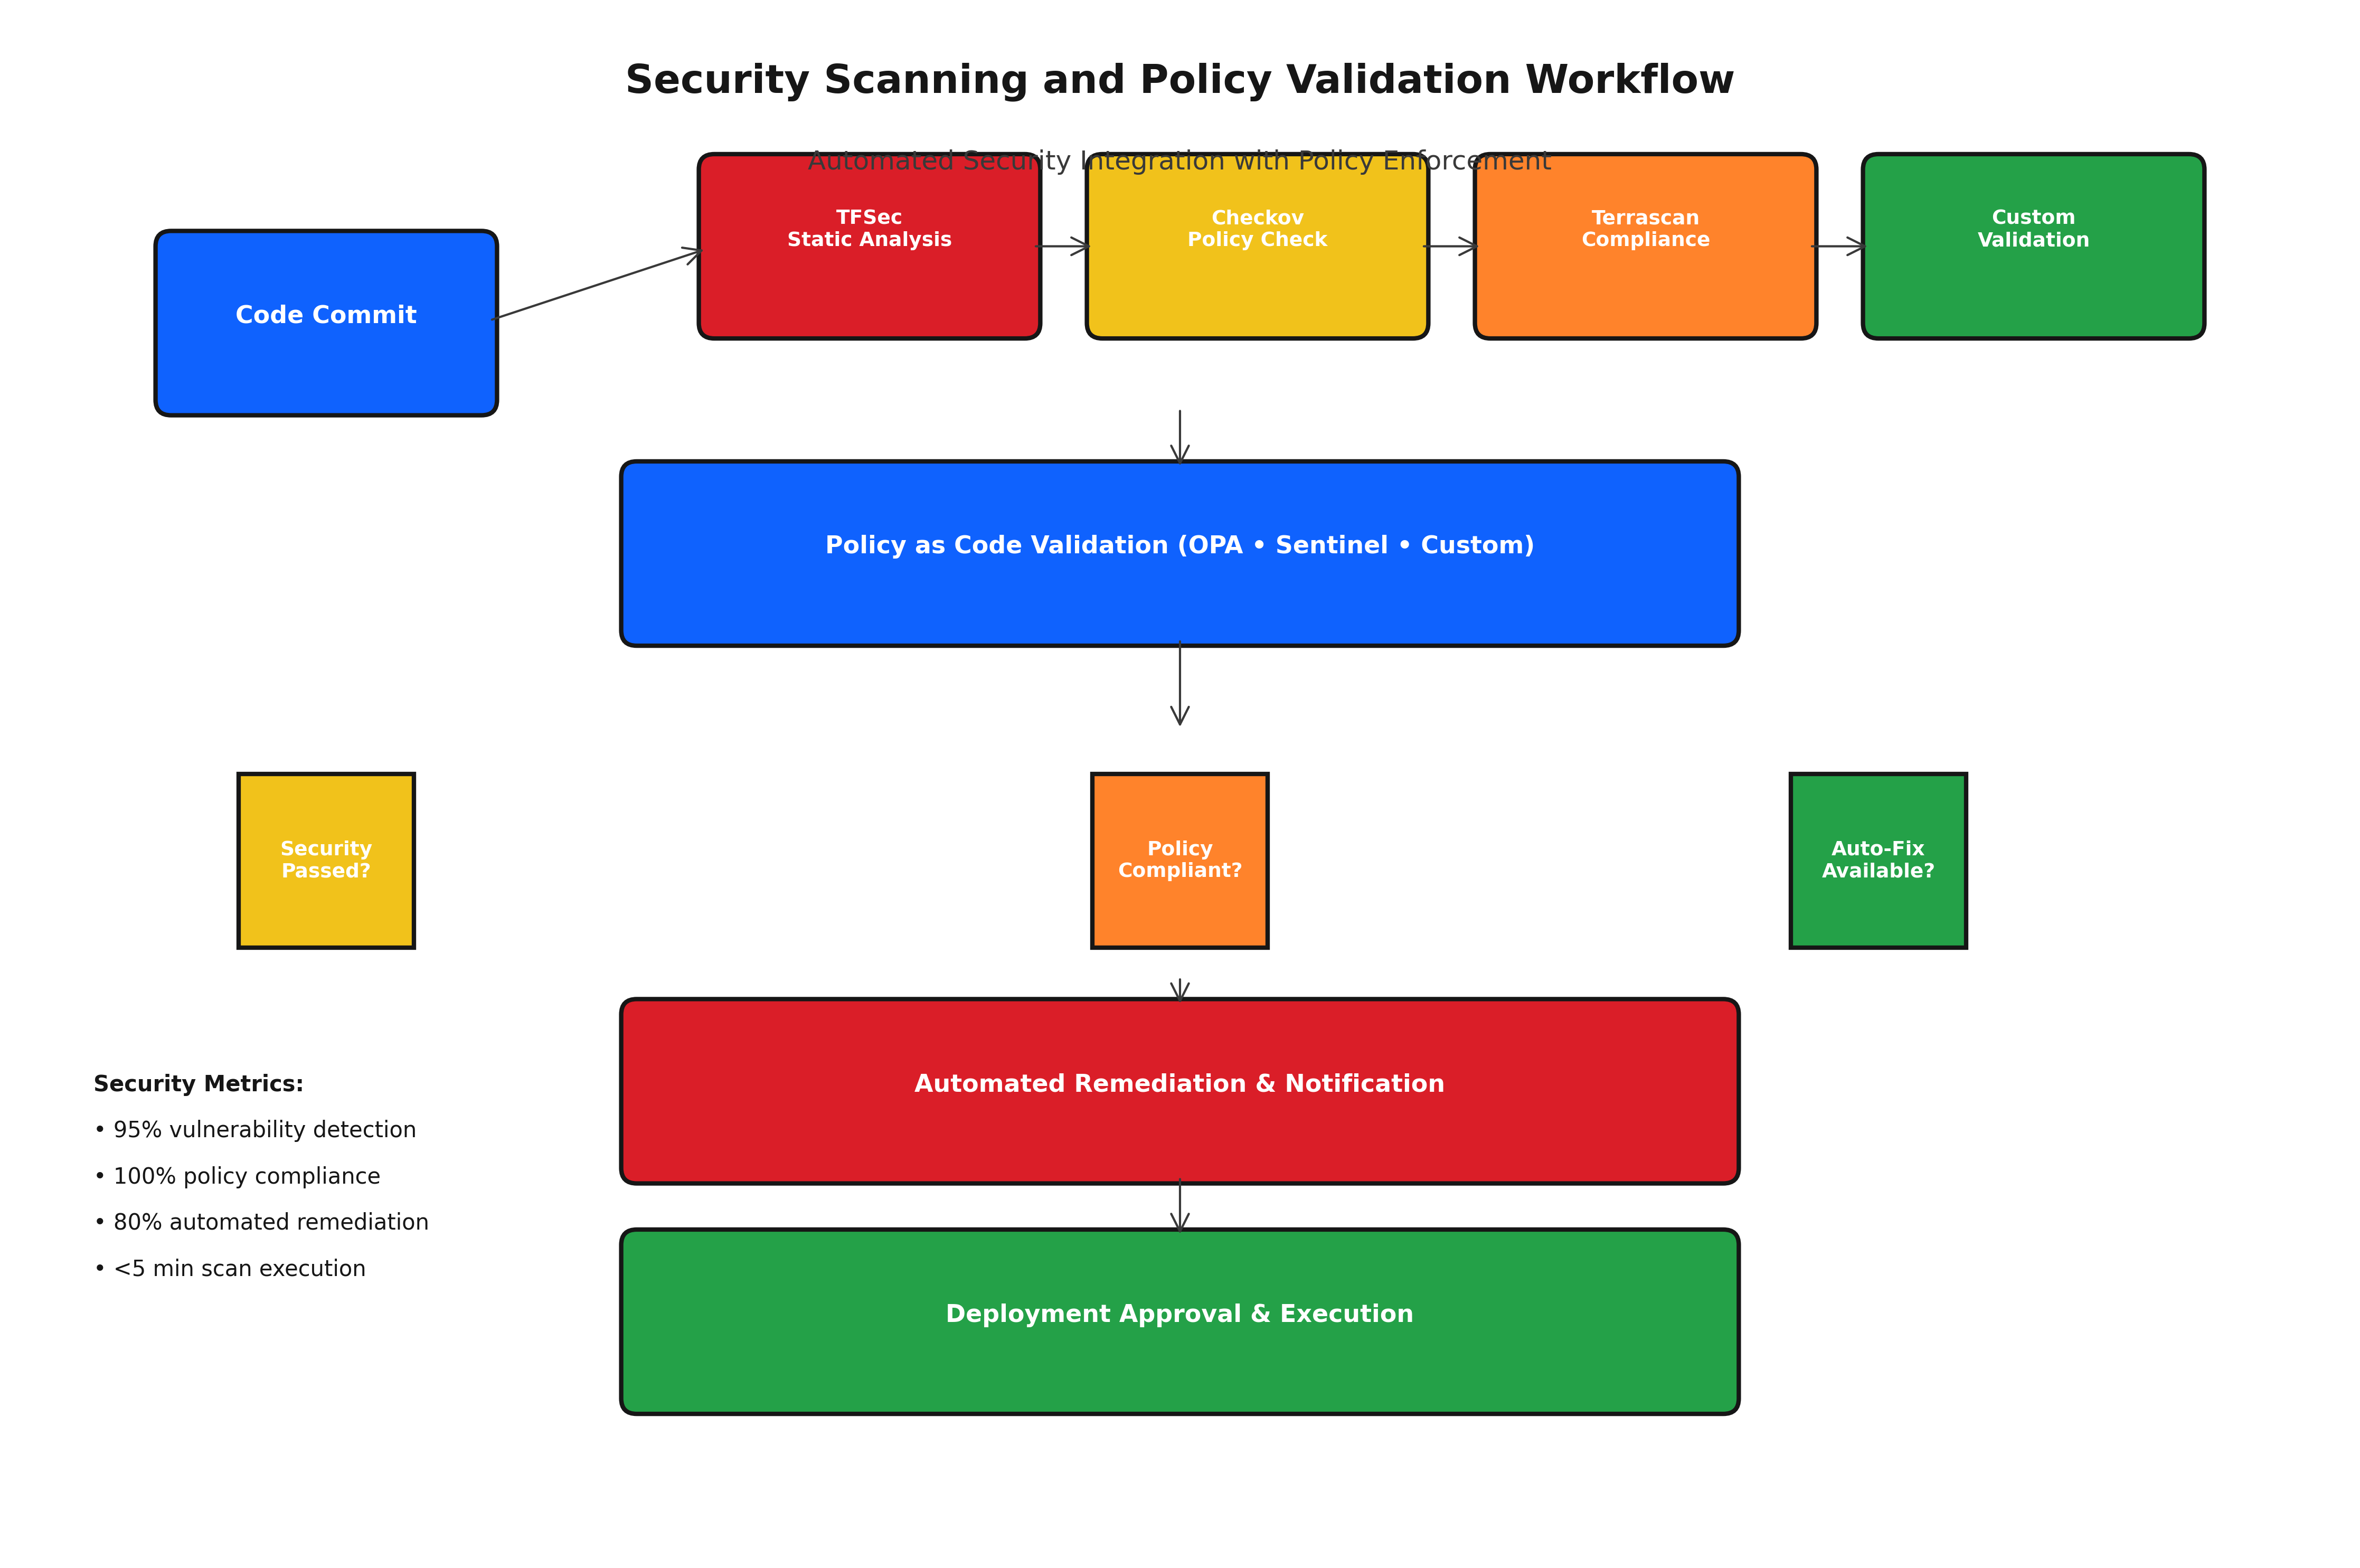 Security Scanning and Policy Validation Workflow
Automated Security Integration with Policy Enforcement
Code Commit
TFSec
Static Analysis
Checkov
Policy Check
Terrascan
Compliance
Custom
Validation
Policy as Code Validation (OPA • Sentinel • Custom)
Security
Passed?
Policy
Compliant?
Auto-Fix
Available?
Automated Remediation & Notification
Security Metrics:
• 95% vulnerability detection
• 100% policy compliance
• 80% automated remediation
• <5 min scan execution
Deployment Approval & Execution